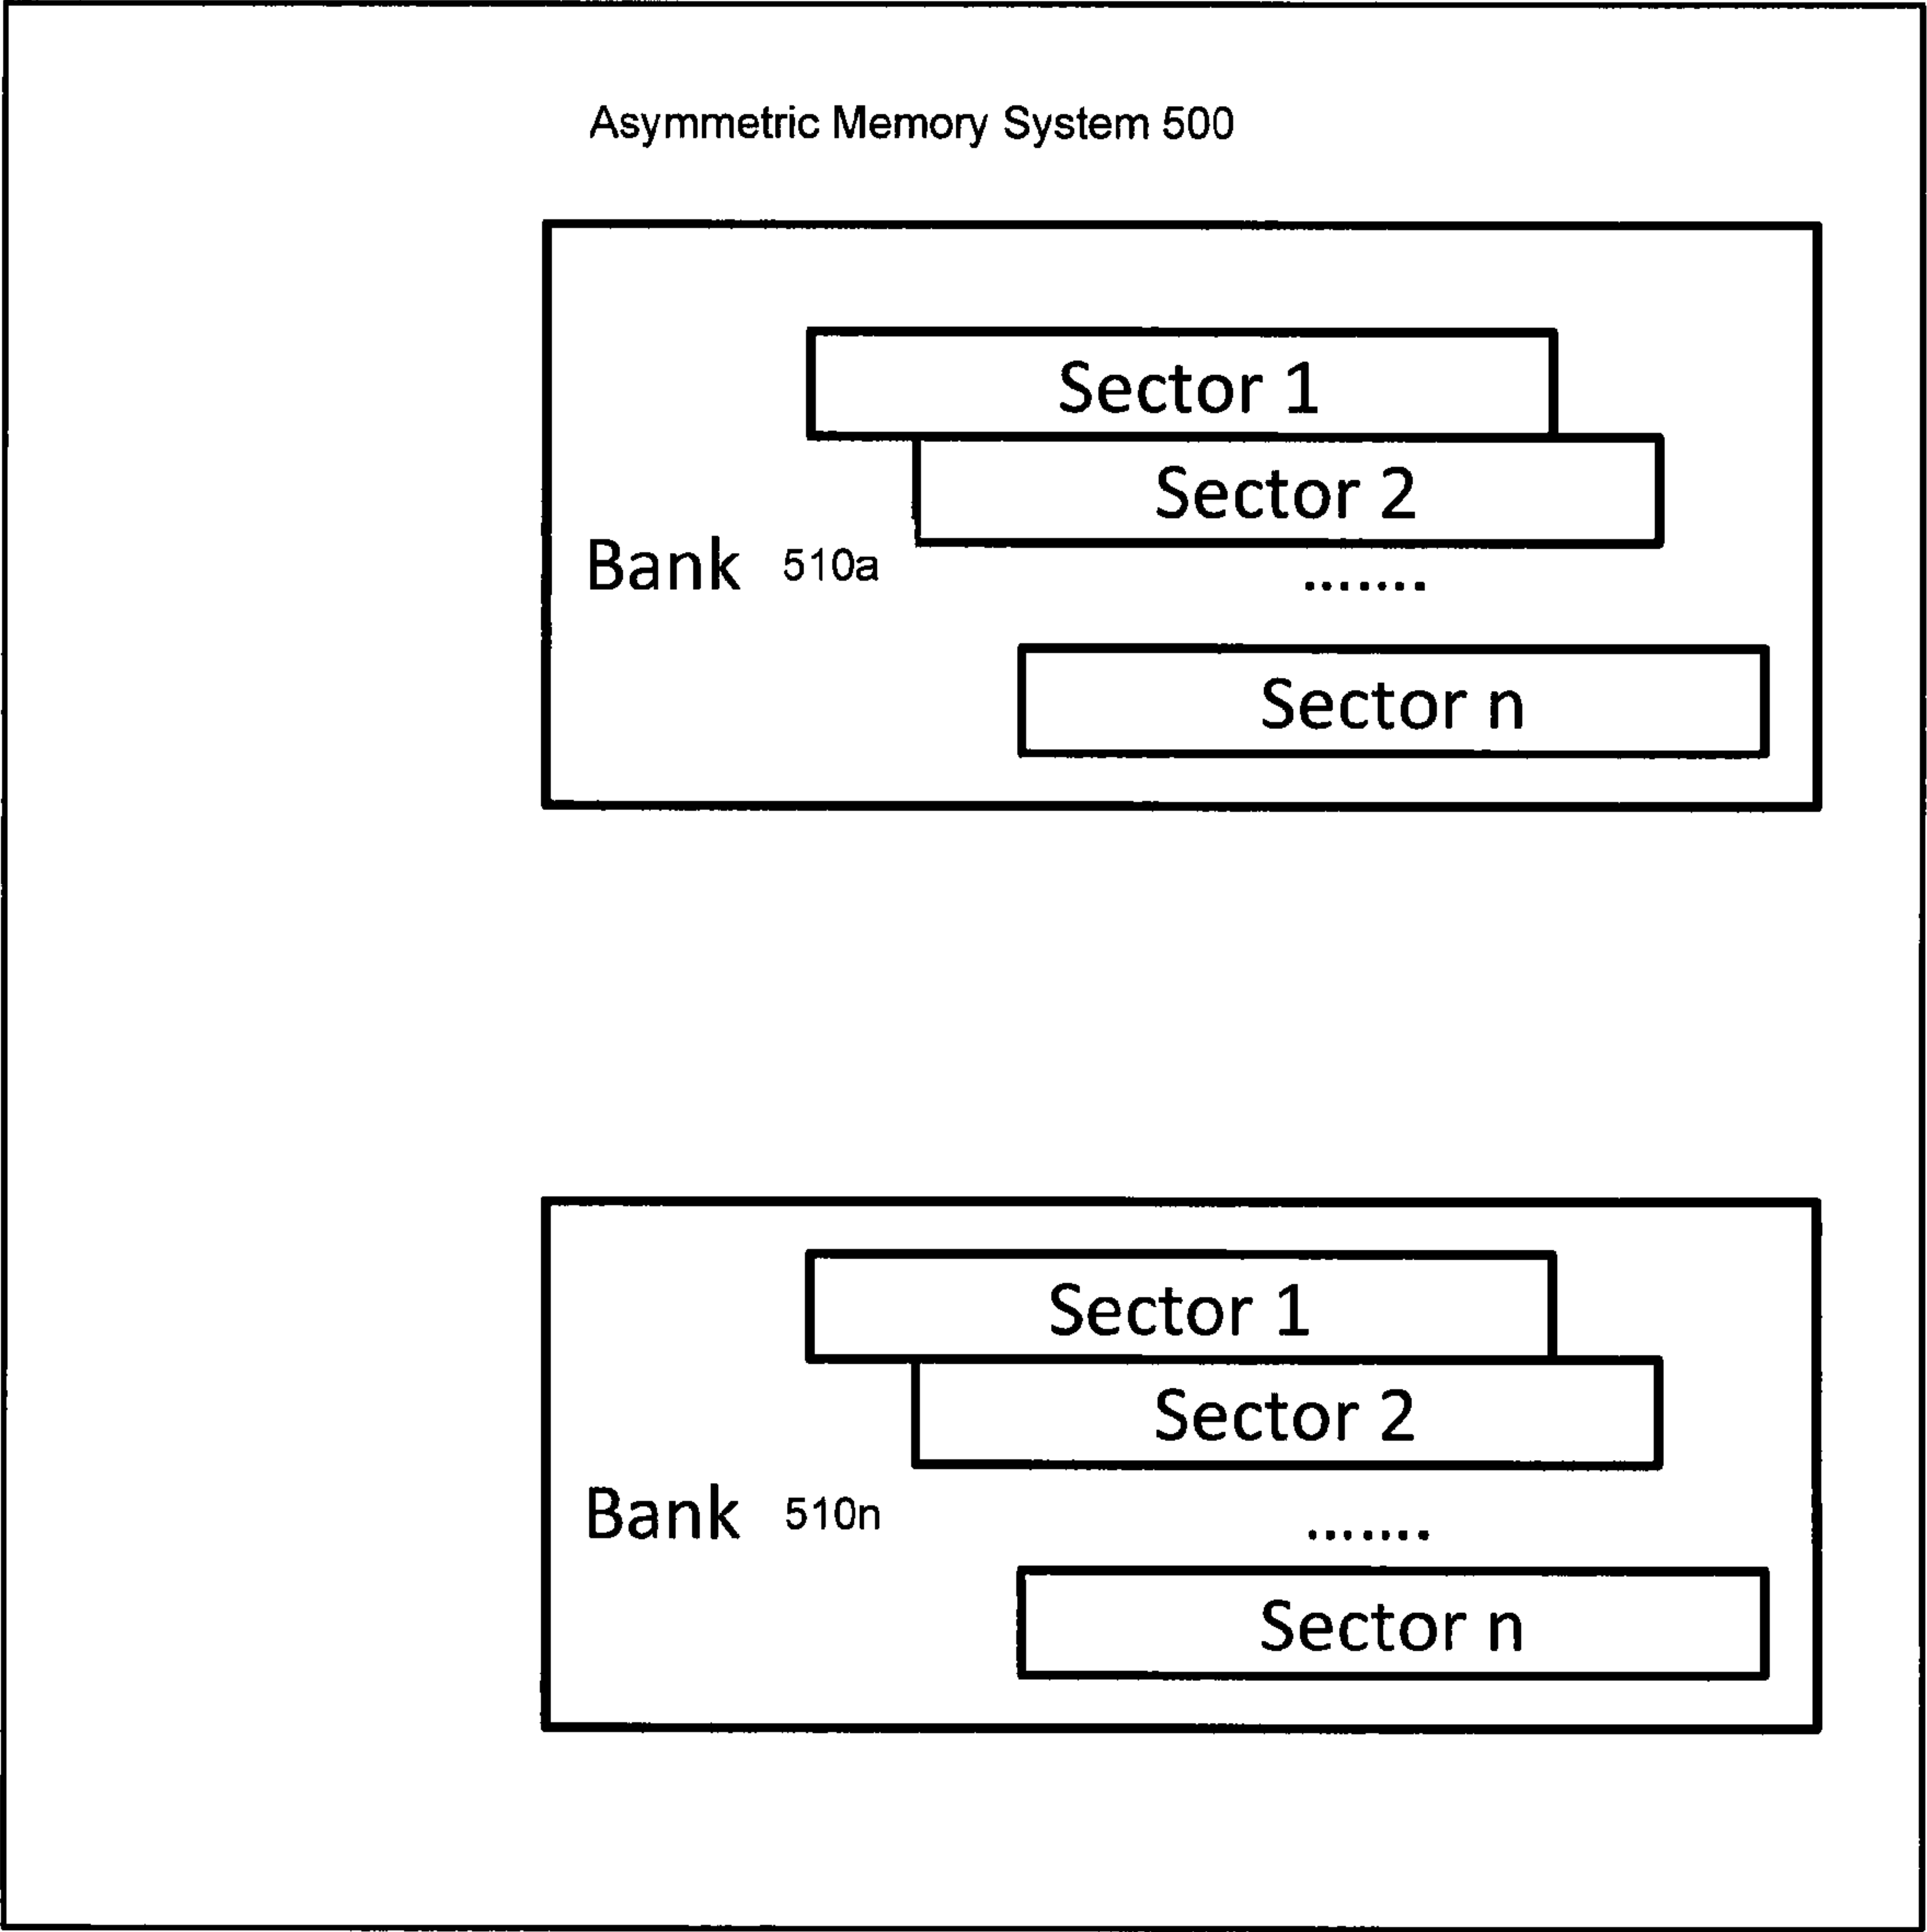 Asymmetric Memory System 500
Sector 1
Sector 2
Bank 510a
.......
Sector n
Sector 1
Sector 2
Bank 510n
.......
Sector n